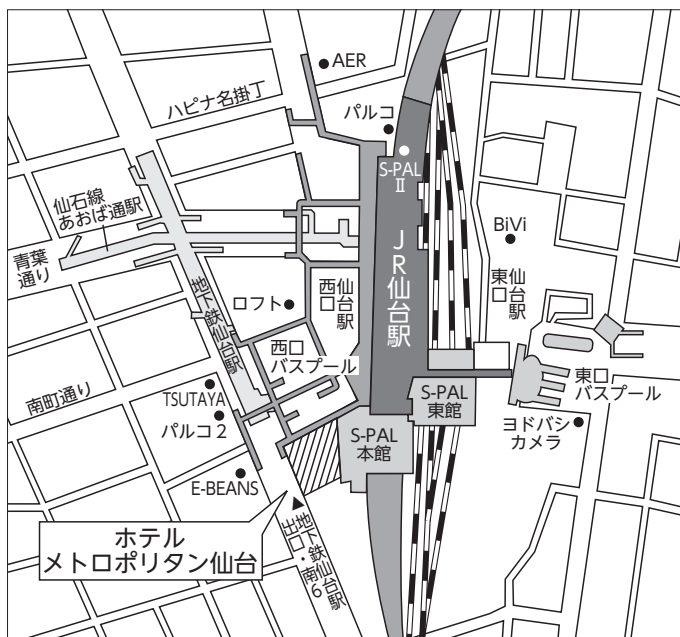 AER
ハピナ名掛丁
パルコ
S-PAL
II
仙石線
あおば通駅
青葉
通り
BiVi
JR仙台駅
仙台駅
西口
仙台駅
東口
地下鉄仙台駅
ロフト
西口
バスプール
南町通り
TSUTAYA
パルコ2
S-PAL
東館
東口
バスプール
S-PAL
本館
ヨドバシ
カメラ
E-BEANS
ホテル
メトロポリタン仙台
地下鉄仙台駅
出口・南6